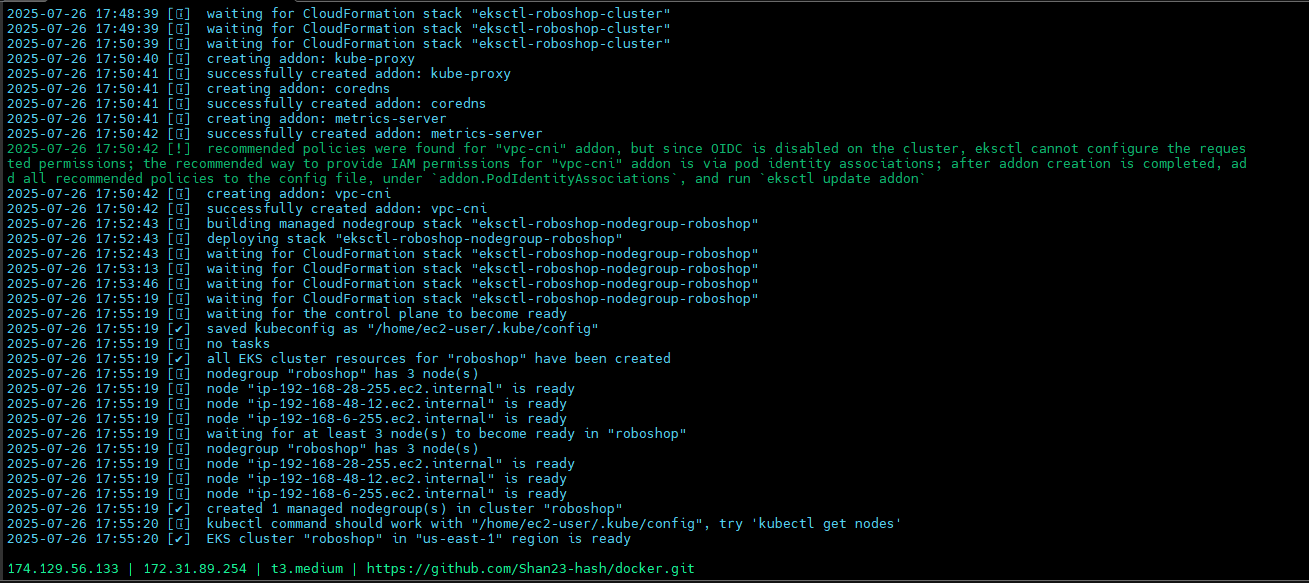 2025-07-26 17:48:39 [ℹ]  waiting for CloudFormation stack "eksctl-roboshop-cluster"
2025-07-26 17:49:39 [ℹ]  waiting for CloudFormation stack "eksctl-roboshop-cluster"
2025-07-26 17:50:39 [ℹ]  waiting for CloudFormation stack "eksctl-roboshop-cluster"
2025-07-26 17:50:40 [ℹ]  creating addon: kube-proxy
2025-07-26 17:50:41 [ℹ]  successfully created addon: kube-proxy
2025-07-26 17:50:41 [ℹ]  creating addon: coredns
2025-07-26 17:50:41 [ℹ]  successfully created addon: coredns
2025-07-26 17:50:41 [ℹ]  creating addon: metrics-server
2025-07-26 17:50:42 [ℹ]  successfully created addon: metrics-server
2025-07-26 17:50:42 [!]  recommended policies were found for "vpc-cni" addon, but since OIDC is disabled on the cluster, eksctl cannot configure the reques
ted permissions; the recommended way to provide IAM permissions for "vpc-cni" addon is via pod identity associations; after addon creation is completed, ad
d all recommended policies to the config file, under `addon.PodIdentityAssociations`, and run `eksctl update addon`
2025-07-26 17:50:42 [ℹ]  creating addon: vpc-cni
2025-07-26 17:50:42 [ℹ]  successfully created addon: vpc-cni
2025-07-26 17:52:43 [ℹ]  building managed nodegroup stack "eksctl-roboshop-nodegroup-roboshop"
2025-07-26 17:52:43 [ℹ]  deploying stack "eksctl-roboshop-nodegroup-roboshop"
2025-07-26 17:52:43 [ℹ]  waiting for CloudFormation stack "eksctl-roboshop-nodegroup-roboshop"
2025-07-26 17:53:13 [ℹ]  waiting for CloudFormation stack "eksctl-roboshop-nodegroup-roboshop"
2025-07-26 17:53:46 [ℹ]  waiting for CloudFormation stack "eksctl-roboshop-nodegroup-roboshop"
2025-07-26 17:55:19 [ℹ]  waiting for CloudFormation stack "eksctl-roboshop-nodegroup-roboshop"
2025-07-26 17:55:19 [ℹ]  waiting for the control plane to become ready
2025-07-26 17:55:19 [✔]  saved kubeconfig as "/home/ec2-user/.kube/config"
2025-07-26 17:55:19 [ℹ]  no tasks
2025-07-26 17:55:19 [✔]  all EKS cluster resources for "roboshop" have been created
2025-07-26 17:55:19 [ℹ]  nodegroup "roboshop" has 3 node(s)
2025-07-26 17:55:19 [ℹ]  node "ip-192-168-28-255.ec2.internal" is ready
2025-07-26 17:55:19 [ℹ]  node "ip-192-168-48-12.ec2.internal" is ready
2025-07-26 17:55:19 [ℹ]  node "ip-192-168-6-255.ec2.internal" is ready
2025-07-26 17:55:19 [ℹ]  waiting for at least 3 node(s) to become ready in "roboshop"
2025-07-26 17:55:19 [ℹ]  nodegroup "roboshop" has 3 node(s)
2025-07-26 17:55:19 [ℹ]  node "ip-192-168-28-255.ec2.internal" is ready
2025-07-26 17:55:19 [ℹ]  node "ip-192-168-48-12.ec2.internal" is ready
2025-07-26 17:55:19 [ℹ]  node "ip-192-168-6-255.ec2.internal" is ready
2025-07-26 17:55:19 [✔]  created 1 managed nodegroup(s) in cluster "roboshop"
2025-07-26 17:55:20 [ℹ]  kubectl command should work with "/home/ec2-user/.kube/config", try 'kubectl get nodes'
2025-07-26 17:55:20 [✔]  EKS cluster "roboshop" in "us-east-1" region is ready
174.129.56.133 | 172.31.89.254 | t3.medium | https://github.com/Shan23-hash/docker.git